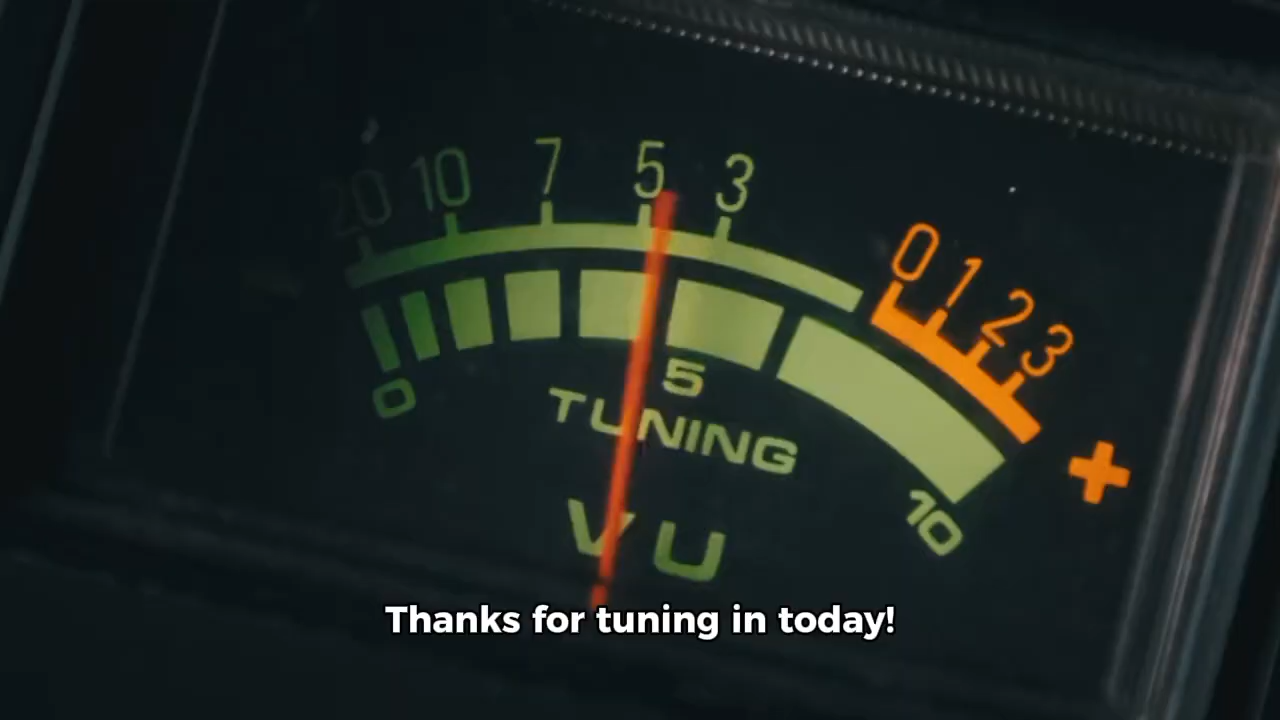 20 10 7 5 3 0 1 2 3
+
0 5 10
TUNING
VU
Thanks for tuning in today!